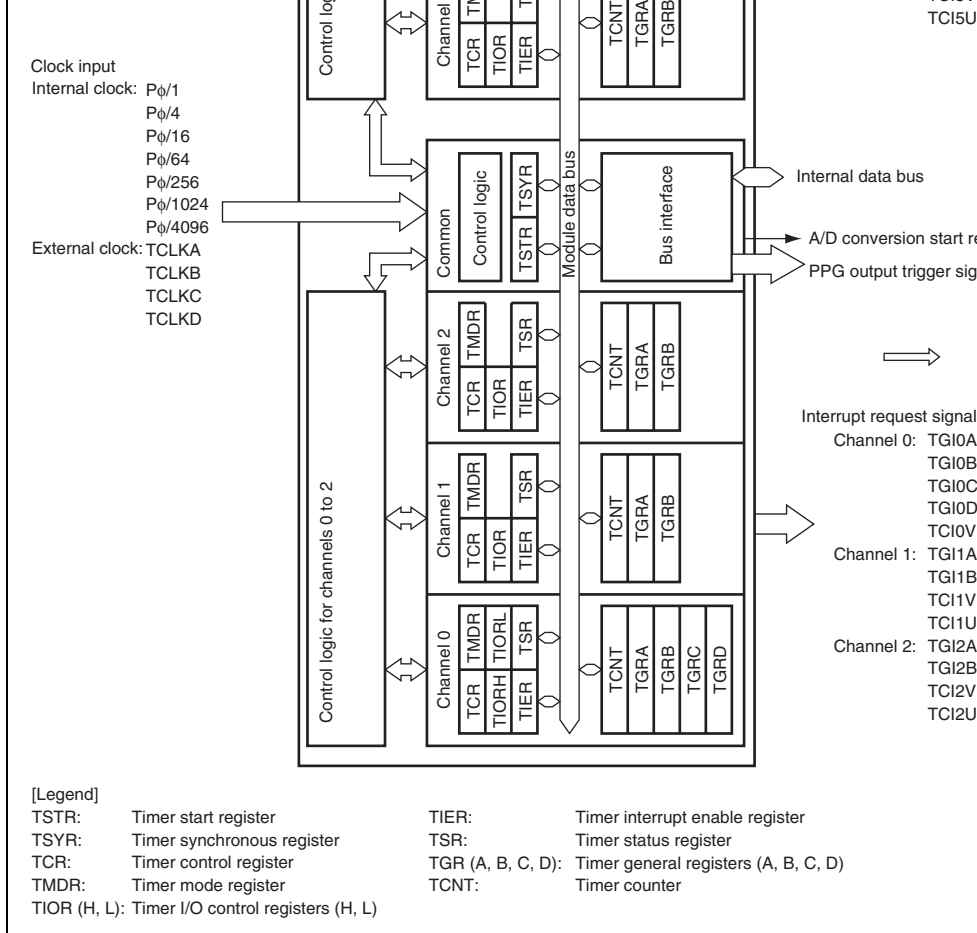 TCI5U
Control
Channel
TCR
TIOR
TIER
TCNT
TGRA
TGRB
Clock input
Internal clock: Pϕ/1
Pϕ/4
Pϕ/16
Pϕ/64
Pϕ/256
Pϕ/1024
Pϕ/4096
External clock: TCLKA
TCLKB
TCLKC
TCLKD
Common
Control logic
TSTR TSYR
Module data bus
Bus interface
Internal data bus
A/D conversion start
PPG output trigger
Control logic for channels 0 to 2
Channel 2
TCR TMDR
TIOR
TIER TSR
TCNT
TGRA
TGRB
Channel 1
TCR TMDR
TIOR
TIER TSR
TCNT
TGRA
TGRB
Channel 0
TCR TMDR
TIORH TIORL
TIER TSR
TCNT
TGRA
TGRB
TGRC
TGRD
Interrupt request signal
Channel 0: TGI0A
TGI0B
TGI0C
TGI0D
TCI0V
Channel 1: TGI1A
TGI1B
TCI1V
TCI1U
Channel 2: TGI2A
TGI2B
TCI2V
TCI2U
[Legend]
TSTR: Timer start register
TSYR: Timer synchronous register
TCR: Timer control register
TMDR: Timer mode register
TIOR (H, L): Timer I/O control registers (H, L)
TIER: Timer interrupt enable register
TSR: Timer status register
TGR (A, B, C, D): Timer general registers (A, B, C, D)
TCNT: Timer counter